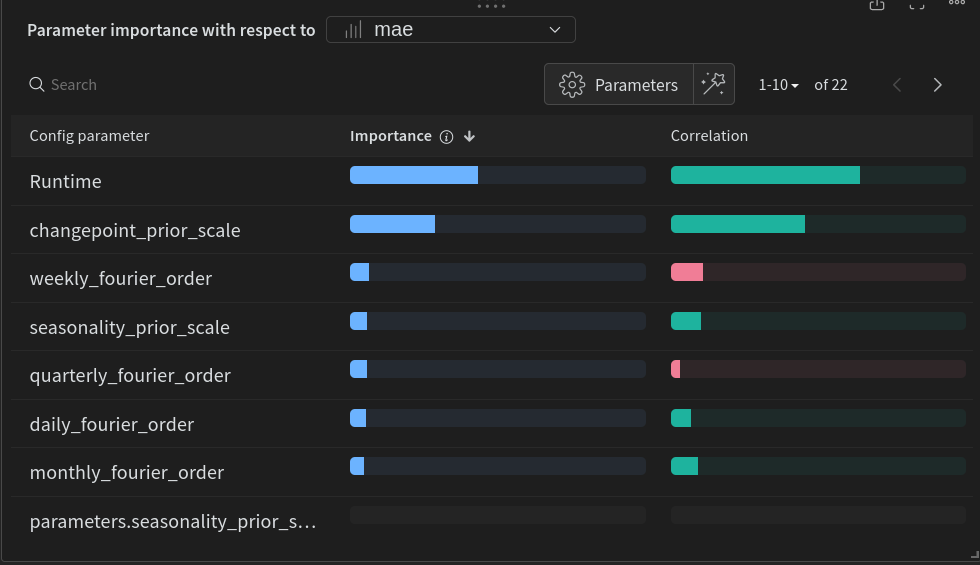 Parameter importance with respect to mae
Search Parameters 1-10 of 22
Config parameter Importance Correlation
Runtime
changepoint_prior_scale
weekly_fourier_order
seasonality_prior_scale
quarterly_fourier_order
daily_fourier_order
monthly_fourier_order
parameters.seasonality_prior_s...